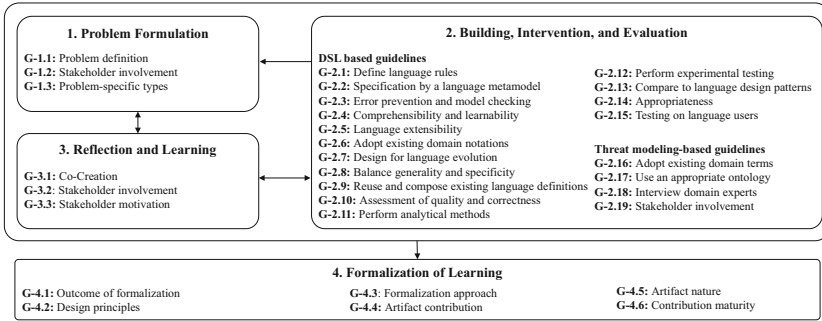 1. Problem Formulation
G-1.1: Problem definition
G-1.2: Stakeholder involvement
G-1.3: Problem-specific types
3. Reflection and Learning
G-3.1: Co-Creation
G-3.2: Stakeholder involvement
G-3.3: Stakeholder motivation
2. Building, Intervention, and Evaluation
DSL based guidelines
G-2.1: Define language rules
G-2.2: Specification by a language metamodel
G-2.3: Error prevention and model checking
G-2.4: Comprehensibility and learnability
G-2.5: Language extensibility
G-2.6: Adopt existing domain notations
G-2.7: Design for language evolution
G-2.8: Balance generality and specificity
G-2.9: Reuse and compose existing language definitions
G-2.10: Assessment of quality and correctness
G-2.11: Perform analytical methods
G-2.12: Perform experimental testing
G-2.13: Compare to language design patterns
G-2.14: Appropriateness
G-2.15: Testing on language users
Threat modeling-based guidelines
G-2.16: Adopt existing domain terms
G-2.17: Use an appropriate ontology
G-2.18: Interview domain experts
G-2.19: Stakeholder involvement
4. Formalization of Learning
G-4.1: Outcome of formalization
G-4.2: Design principles
G-4.3: Formalization approach
G-4.4: Artifact contribution
G-4.5: Artifact nature
G-4.6: Contribution maturity